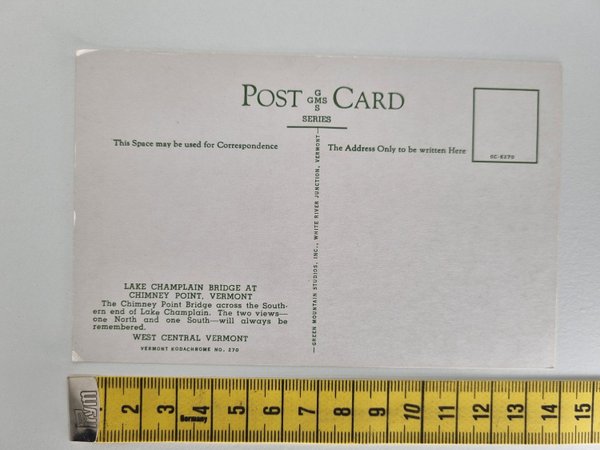 POST CARD
G
GMS
S
SERIES
This Space may be used for Correspondence
The Address Only to be written Here
SC-5270
GREEN MOUNTAIN STUDIOS, INC., WHITE RIVER JUNCTION, VERMONT
LAKE CHAMPLAIN BRIDGE AT
CHIMNEY POINT, VERMONT
The Chimney Point Bridge across the South-
ern end of Lake Champlain. The two views—
one North and one South—will always be
remembered.
WEST CENTRAL VERMONT
VERMONT KODACHROME NO. 270
2 3 4 5 6 7 8 9 10 11 12 13 14 15
Germany